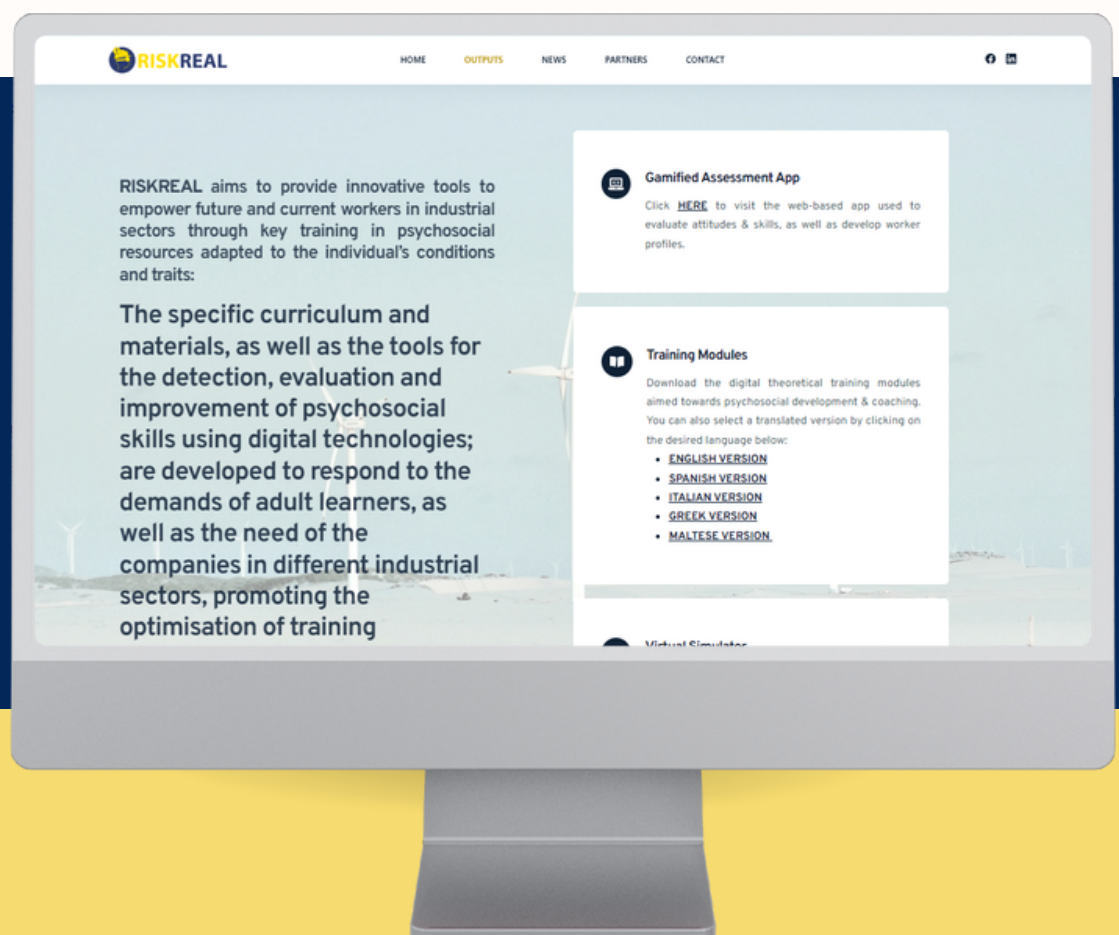 RISKREAL
HOME
OUTPUTS
NEWS
PARTNERS
CONTACT
RISKREAL aims to provide innovative tools to
empower future and current workers in industrial
sectors through key training in psychosocial
resources adapted to the individual's conditions
and traits:
The specific curriculum and
materials, as well as the tools for
the detection, evaluation and
improvement of psychosocial
skills using digital technologies;
are developed to respond to the
demands of adult learners, as
well as the need of the
companies in different industrial
sectors, promoting the
optimisation of training
Gamified Assessment App
Click HERE to visit the web-based app used to
evaluate attitudes & skills, as well as develop worker
profiles.
Training Modules
Download the digital theoretical training modules
aimed towards psychosocial development & coaching.
You can also select a translated version by clicking on
the desired language below:
• ENGLISH VERSION
• SPANISH VERSION
• ITALIAN VERSION
• GREEK VERSION
• MALTESE VERSION
Virtual Simulator